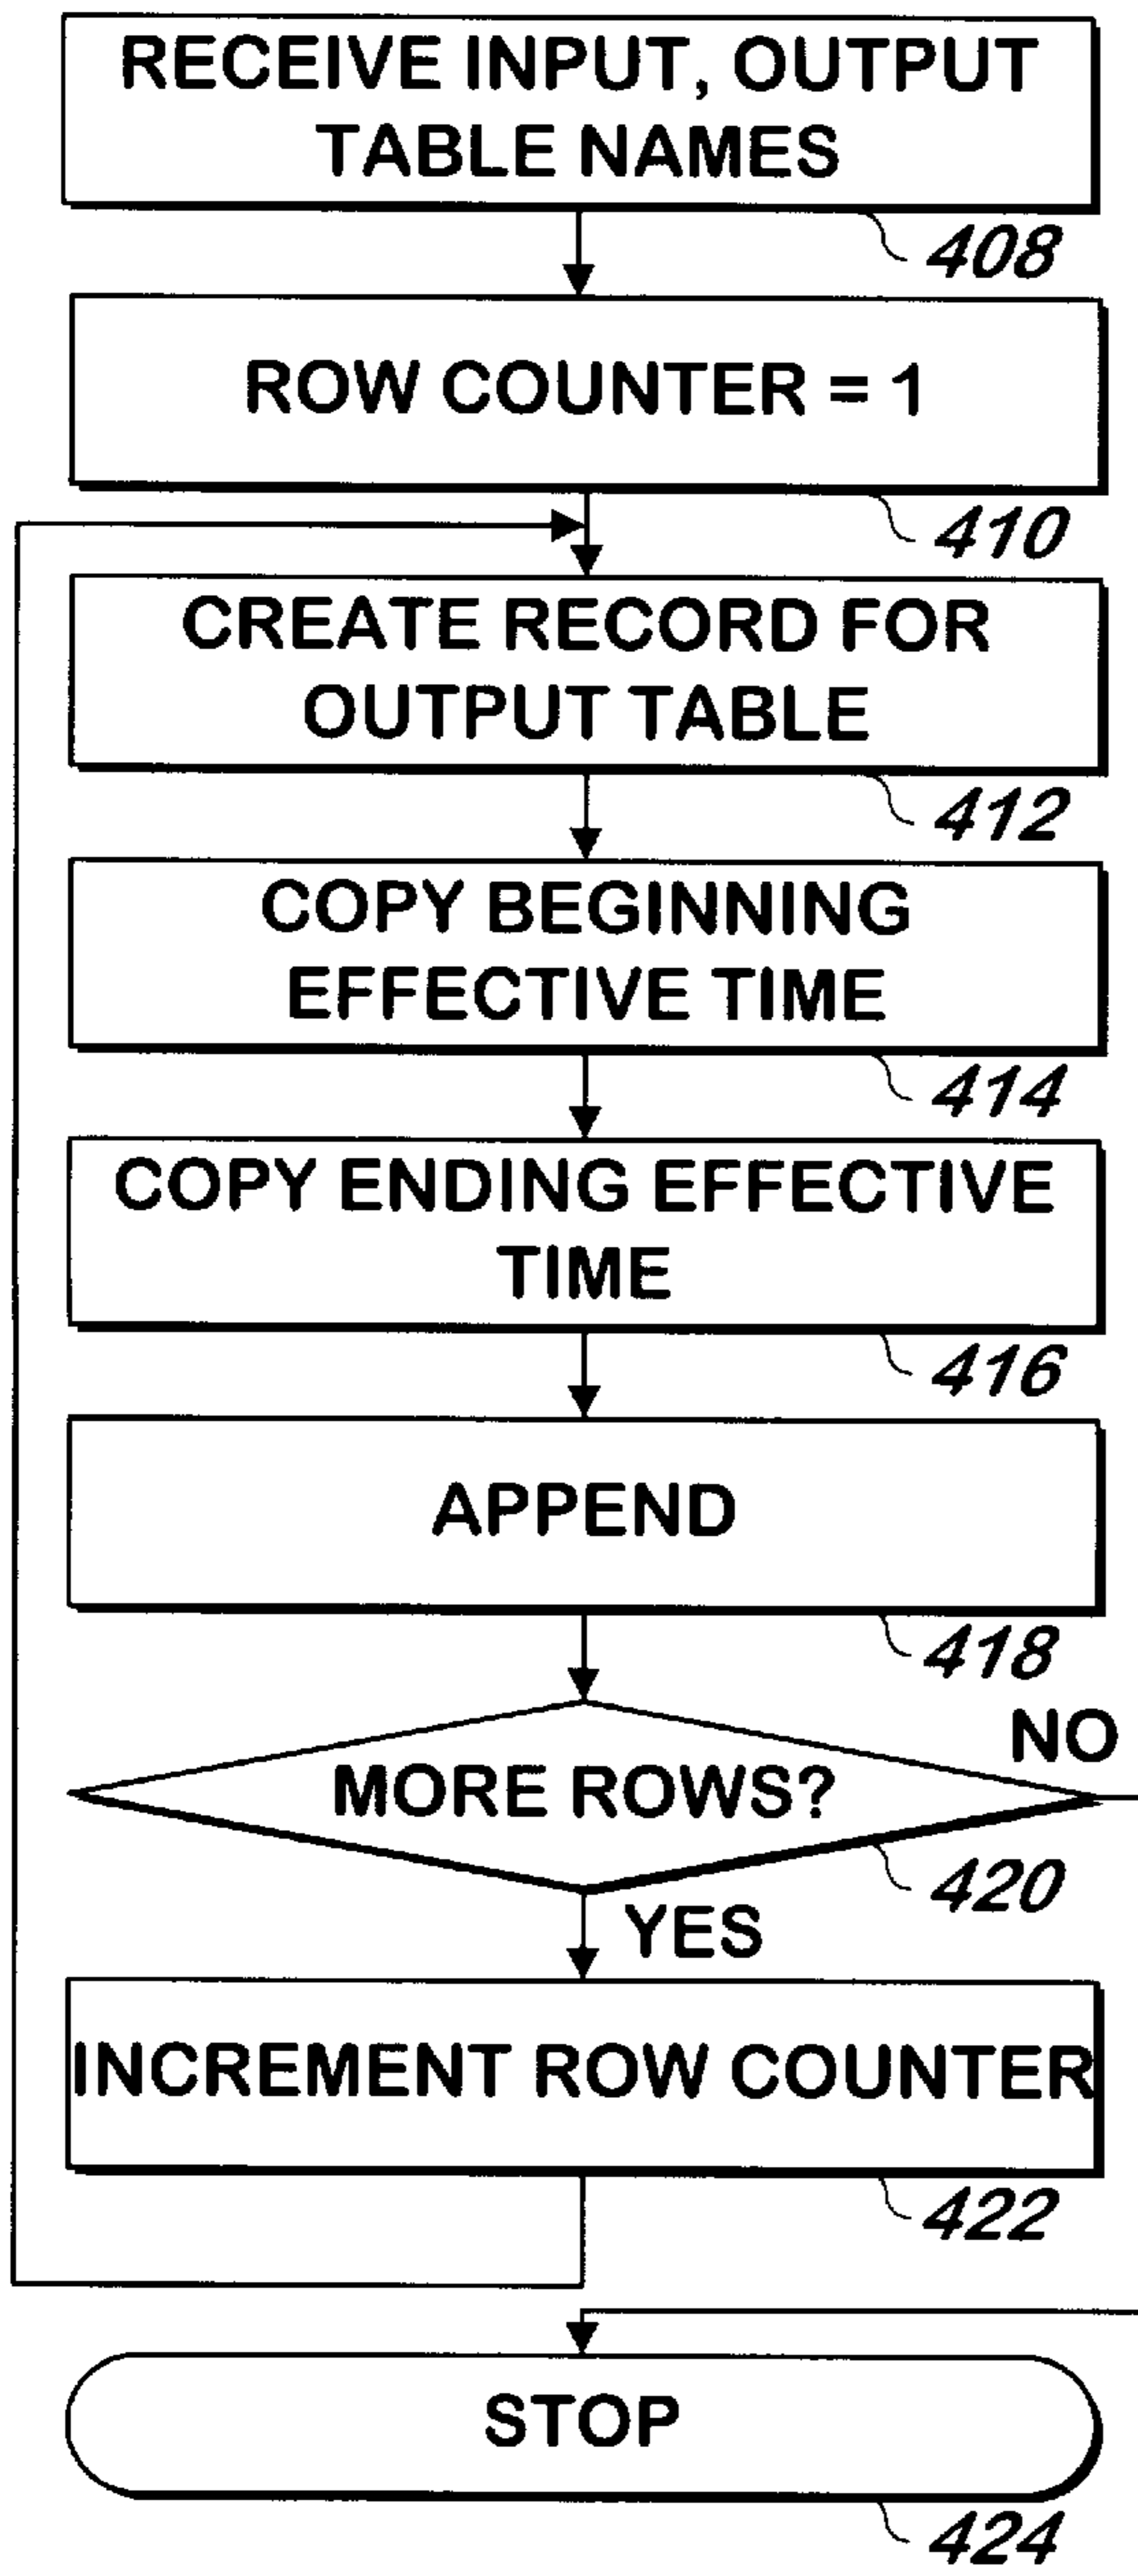 RECEIVE INPUT, OUTPUT
TABLE NAMES
408
ROW COUNTER = 1
410
CREATE RECORD FOR
OUTPUT TABLE
412
COPY BEGINNING
EFFECTIVE TIME
414
COPY ENDING EFFECTIVE
TIME
416
APPEND
418
NO
MORE ROWS?
420
YES
INCREMENT ROW COUNTER
422
STOP
424